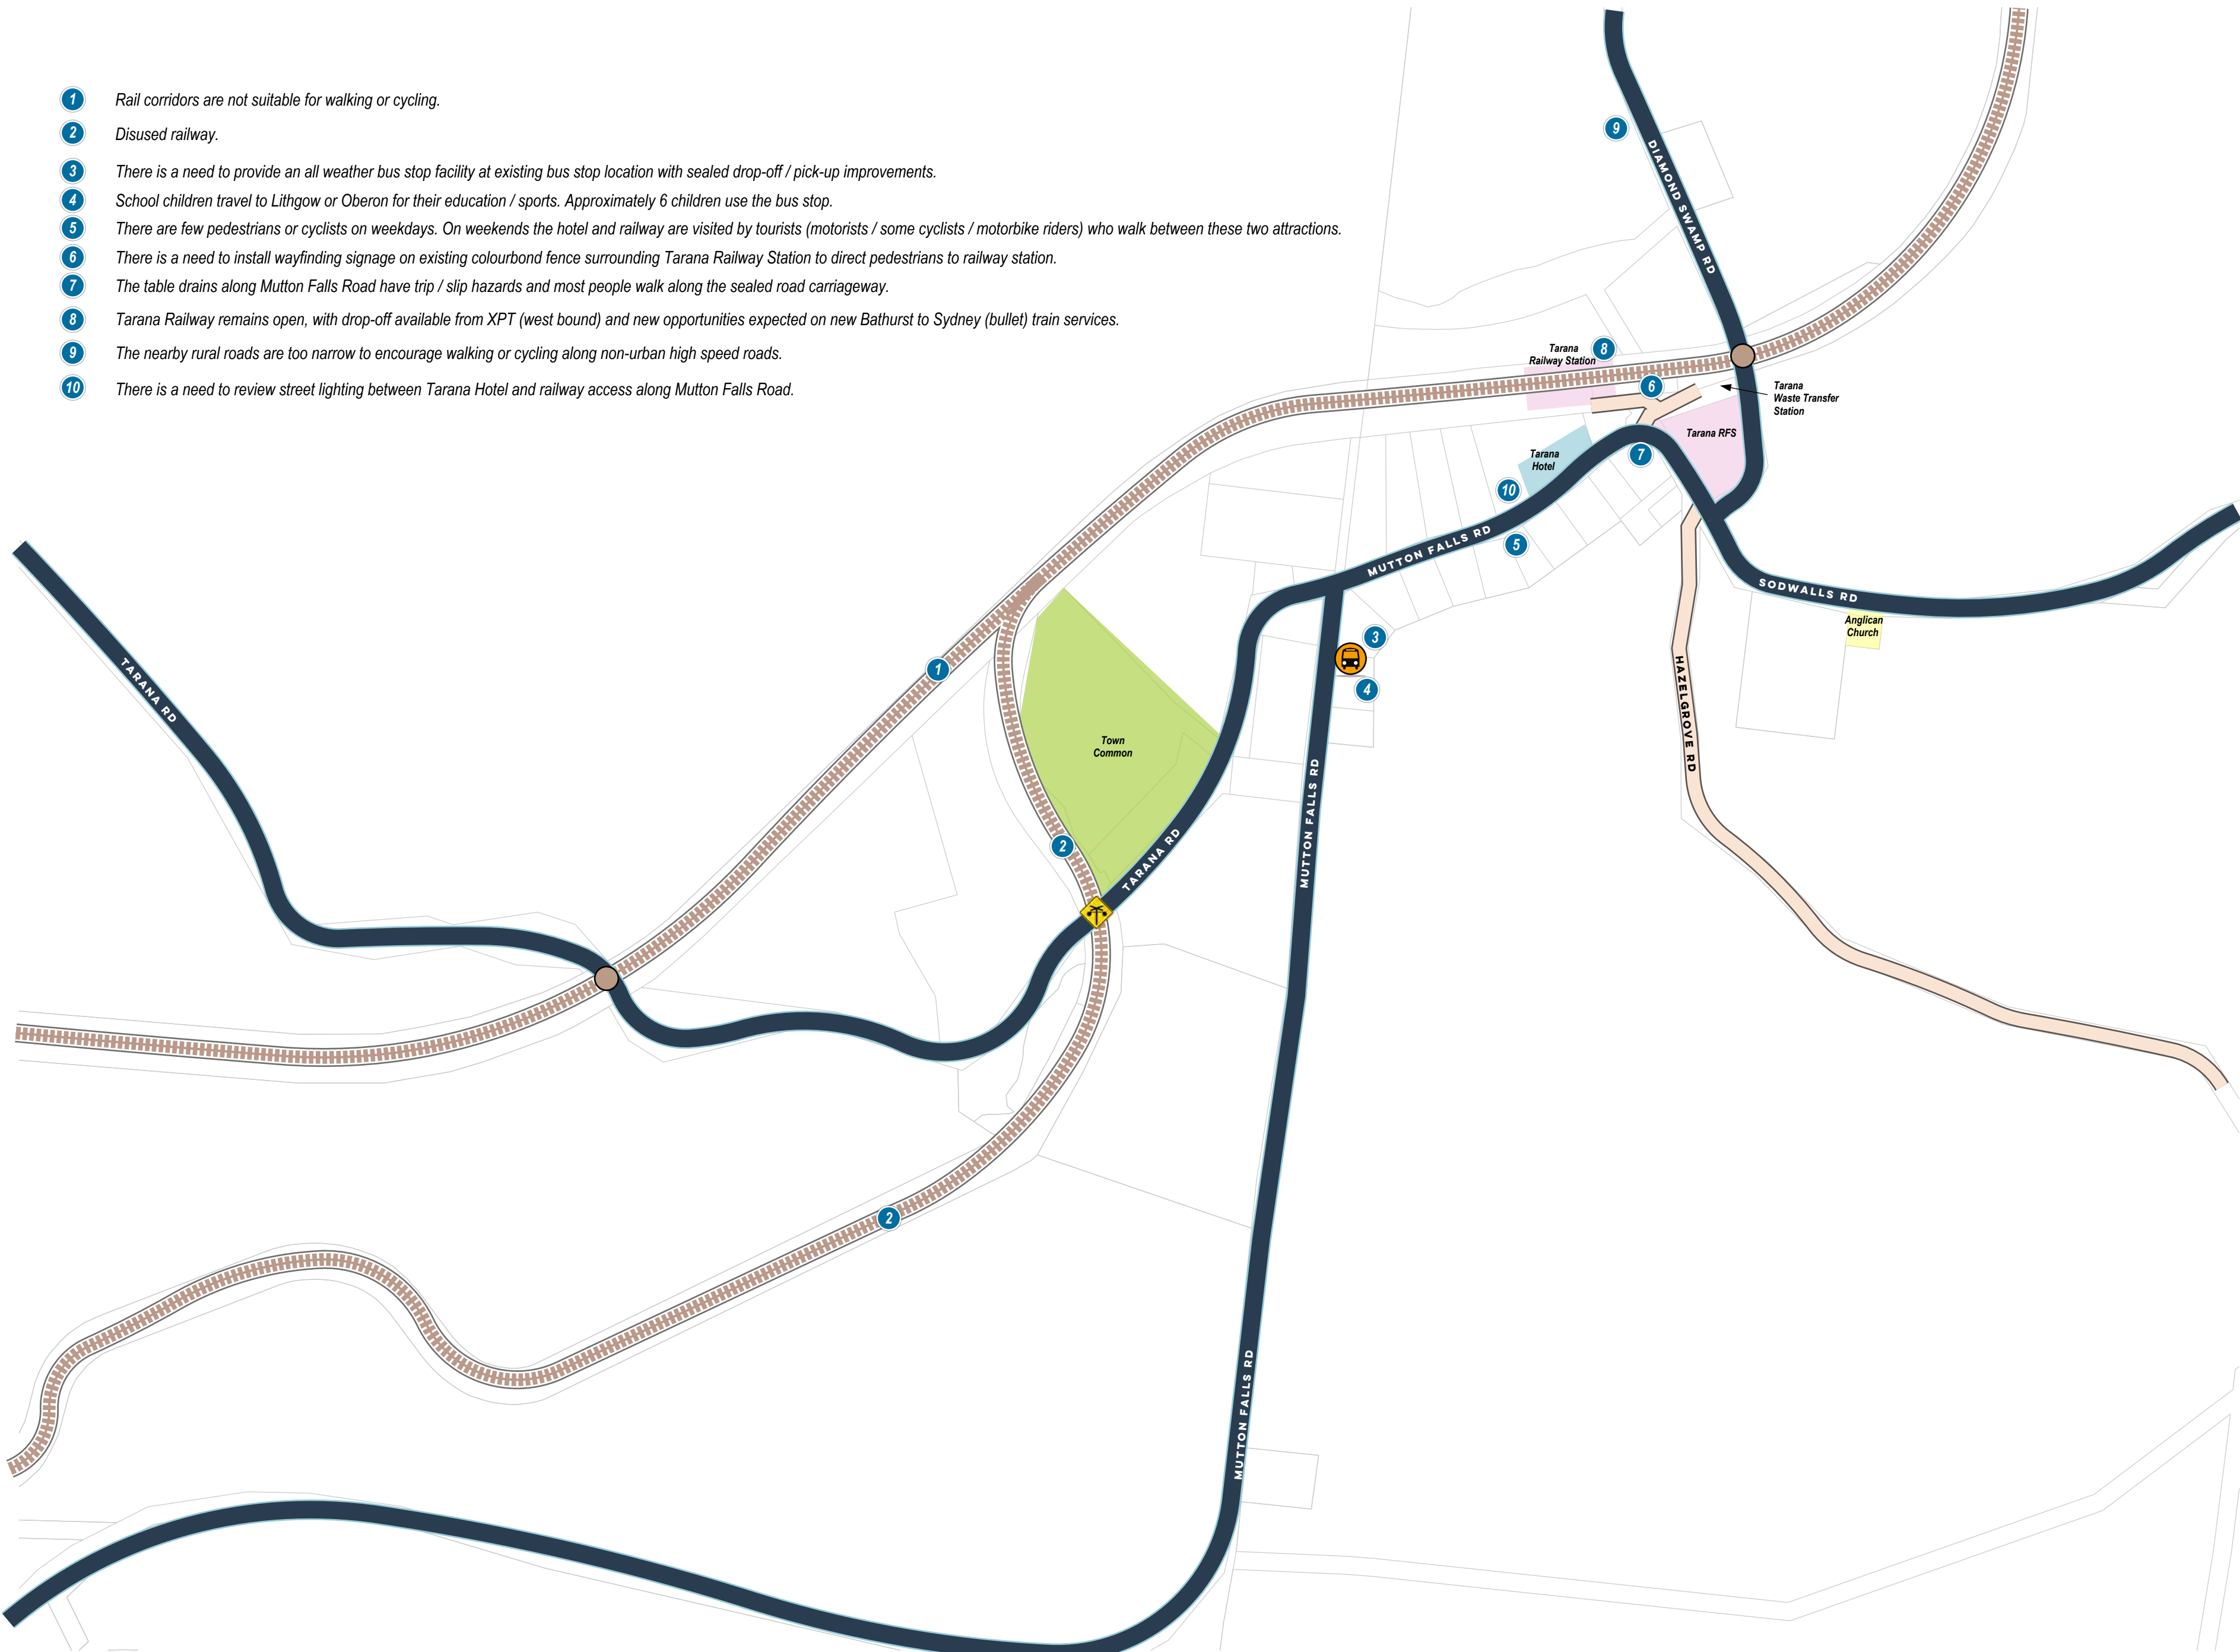 1 Rail corridors are not suitable for walking or cycling.
2 Disused railway.
3 There is a need to provide an all weather bus stop facility at existing bus stop location with sealed drop-off / pick-up improvements.
4 School children travel to Lithgow or Oberon for their education / sports. Approximately 6 children use the bus stop.
5 There are few pedestrians or cyclists on weekdays. On weekends the hotel and railway are visited by tourists (motorists / some cyclists / motorbike riders) who walk between these two attractions.
6 There is a need to install wayfinding signage on existing colourbond fence surrounding Tarana Railway Station to direct pedestrians to railway station.
7 The table drains along Mutton Falls Road have trip / slip hazards and most people walk along the sealed road carriageway.
8 Tarana Railway remains open, with drop-off available from XPT (west bound) and new opportunities expected on new Bathurst to Sydney (bullet) train services.
9 The nearby rural roads are too narrow to encourage walking or cycling along non-urban high speed roads.
10 There is a need to review street lighting between Tarana Hotel and railway access along Mutton Falls Road.
9
DIAMOND SWAMP RD
Tarana
Railway Station
8
6
Tarana
Waste Transfer
Station
Tarana RFS
7
Tarana
Hotel
10
5
MUTTON FALLS RD
SODWALLS RD
Anglican
Church
3
4
HAZELGROVE RD
1
TARANA RD
Town
Common
2
TARANA RD
MUTTON FALLS RD
2
MUTTON FALLS RD